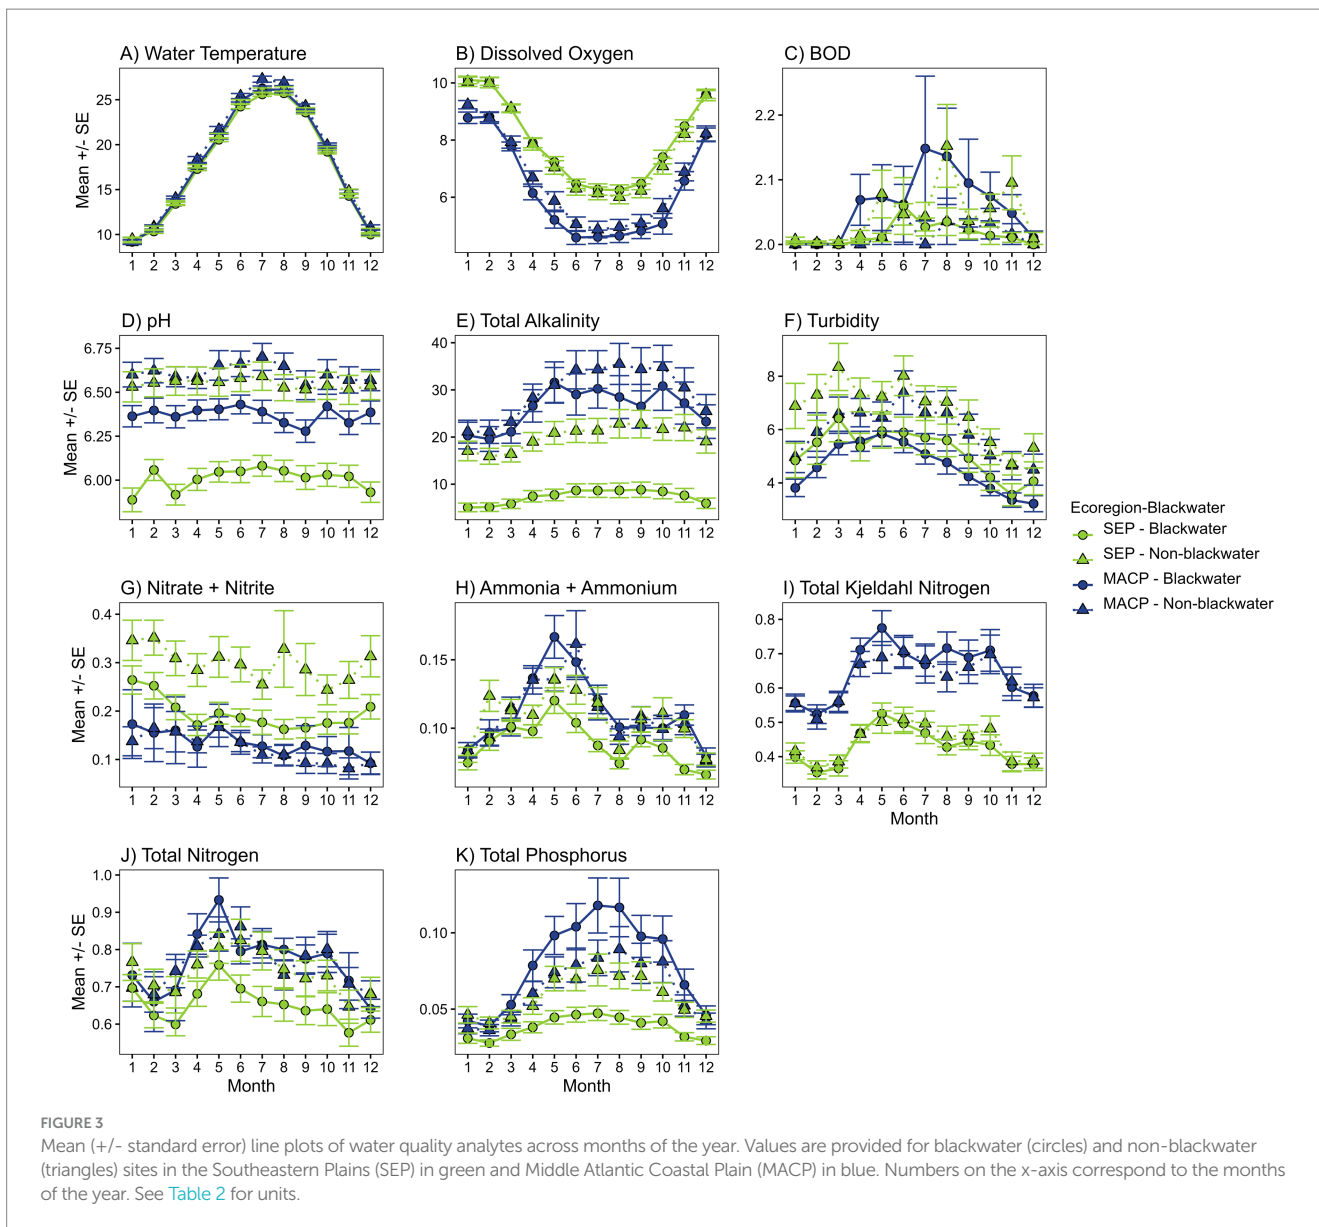 A) Water Temperature
B) Dissolved Oxygen
C) BOD
Mean +/- SE
25
20
15
10
1 2 3 4 5 6 7 8 9 10 11 12
10
8
6
1 2 3 4 5 6 7 8 9 10 11 12
2.2
2.1
2.0
1 2 3 4 5 6 7 8 9 10 11 12
D) pH
E) Total Alkalinity
F) Turbidity
Mean +/- SE
6.75
6.50
6.25
6.00
1 2 3 4 5 6 7 8 9 10 11 12
40
30
20
10
1 2 3 4 5 6 7 8 9 10 11 12
8
6
4
1 2 3 4 5 6 7 8 9 10 11 12
Ecoregion-Blackwater
SEP - Blackwater
SEP - Non-blackwater
MACP - Blackwater
MACP - Non-blackwater
G) Nitrate + Nitrite
H) Ammonia + Ammonium
I) Total Kjeldahl Nitrogen
Mean +/- SE
0.4
0.3
0.2
0.1
1 2 3 4 5 6 7 8 9 10 11 12
0.15
0.10
1 2 3 4 5 6 7 8 9 10 11 12
0.8
0.7
0.6
0.5
0.4
1 2 3 4 5 6 7 8 9 10 11 12
Month
J) Total Nitrogen
K) Total Phosphorus
Mean +/- SE
1.0
0.9
0.8
0.7
0.6
1 2 3 4 5 6 7 8 9 10 11 12
Month
0.10
0.05
1 2 3 4 5 6 7 8 9 10 11 12
Month
FIGURE 3
Mean (+/- standard error) line plots of water quality analytes across months of the year. Values are provided for blackwater (circles) and non-blackwater
(triangles) sites in the Southeastern Plains (SEP) in green and Middle Atlantic Coastal Plain (MACP) in blue. Numbers on the x-axis correspond to the months
of the year. See Table 2 for units.